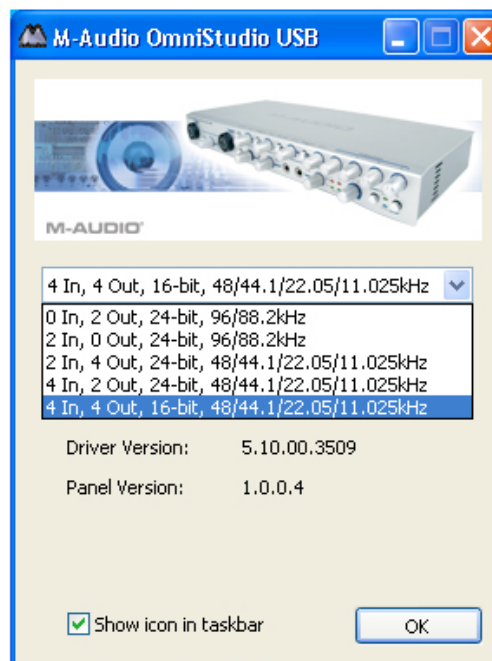 M-Audio OmniStudio USB
M-AUDIO
M-AUDIO
4 In, 4 Out, 16-bit, 48/44.1/22.05/11.025kHz
0 In, 2 Out, 24-bit, 96/88.2kHz
2 In, 0 Out, 24-bit, 96/88.2kHz
2 In, 4 Out, 24-bit, 48/44.1/22.05/11.025kHz
4 In, 2 Out, 24-bit, 48/44.1/22.05/11.025kHz
4 In, 4 Out, 16-bit, 48/44.1/22.05/11.025kHz
Driver Version: 5.10.00.3509
Panel Version: 1.0.0.4
Show icon in taskbar OK